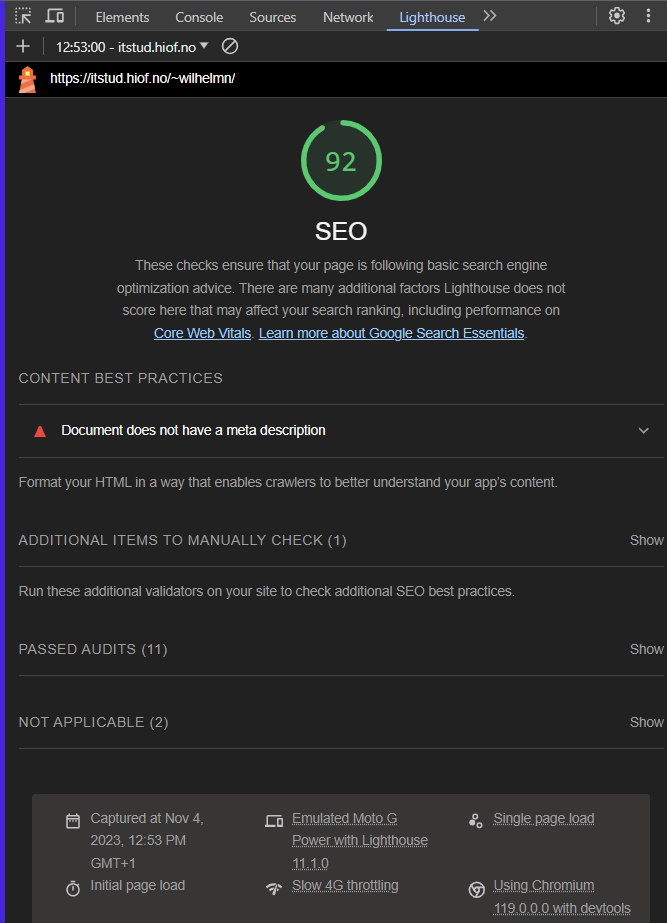 Elements Console Sources Network Lighthouse
12:53:00 - itstud.hiof.no
https://itstud.hiof.no/~wilhelmn/
92
SEO
These checks ensure that your page is following basic search engine
optimization advice. There are many additional factors Lighthouse does not
score here that may affect your search ranking, including performance on
Core Web Vitals. Learn more about Google Search Essentials.
CONTENT BEST PRACTICES
Document does not have a meta description
Format your HTML in a way that enables crawlers to better understand your app's content.
ADDITIONAL ITEMS TO MANUALLY CHECK (1) Show
Run these additional validators on your site to check additional SEO best practices.
PASSED AUDITS (11) Show
NOT APPLICABLE (2) Show
Captured at Nov 4,
2023, 12:53 PM
GMT+1
Emulated Moto G
Power with Lighthouse
11.1.0
Single page load
Initial page load
Slow 4G throttling
Using Chromium
119.0.0.0 with devtools